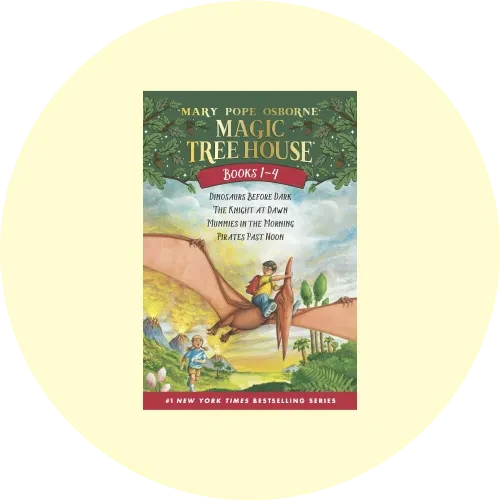 ·MARY POPE OSBORNE·
MAGIC
TREE HOUSE®
BOOKS 1–4
DINOSAURS BEFORE DARK
THE KNIGHT AT DAWN
MUMMIES IN THE MORNING
PIRATES PAST NOON
#1 NEW YORK TIMES BESTSELLING SERIES